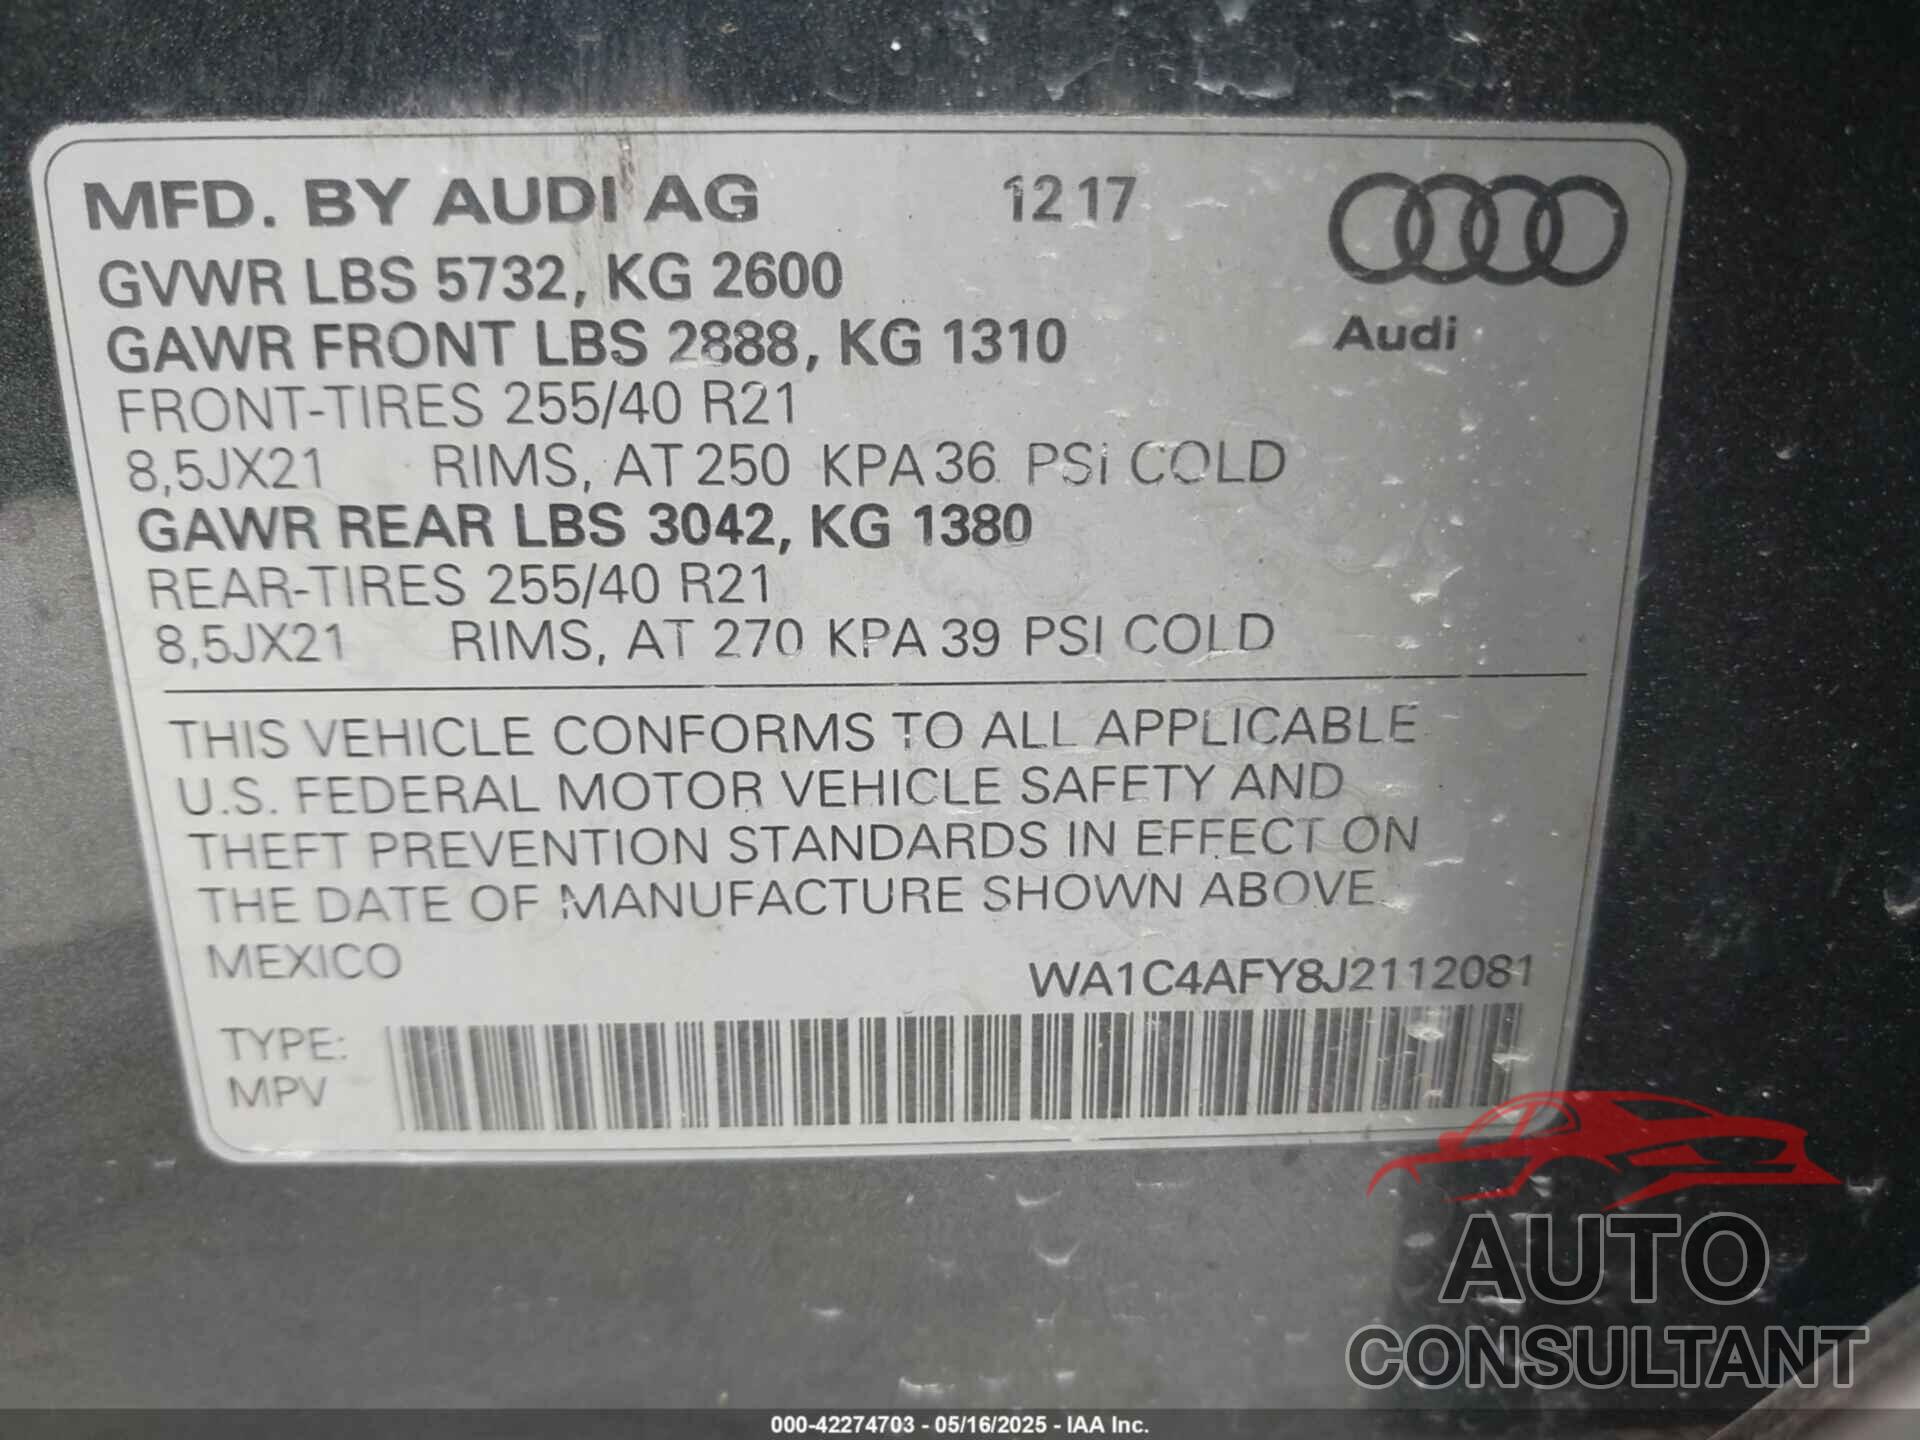 MFD. BY AUDI AG 12 17
GVWR LBS 5732, KG 2600
GAWR FRONT LBS 2888, KG 1310
Audi
FRONT-TIRES 255/40 R21
8,5JX21 RIMS, AT 250 KPA 36 PSI COLD
GAWR REAR LBS 3042, KG 1380
REAR-TIRES 255/40 R21
8,5JX21 RIMS, AT 270 KPA 39 PSI COLD
THIS VEHICLE CONFORMS TO ALL APPLICABLE
U.S. FEDERAL MOTOR VEHICLE SAFETY AND
THEFT PREVENTION STANDARDS IN EFFECT ON
THE DATE OF MANUFACTURE SHOWN ABOVE.
MEXICO WA1C4AFY8J2112081
TYPE:
MPV
AUTO
CONSULTANT
000-42274703 - 05/16/2025 - IAA Inc.